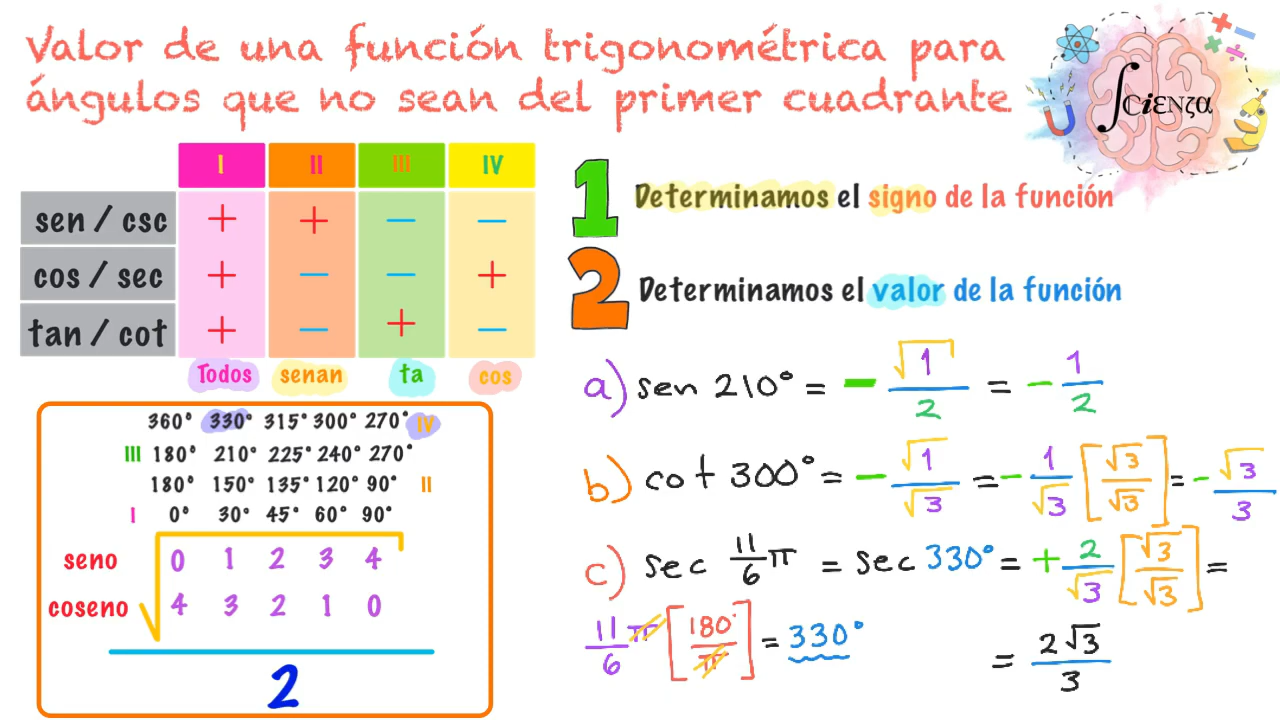 Valor de una función trigonométrica para
ángulos que no sean del primer cuadrante
∫CiENζα
I II III IV
sen / csc + + − −
cos / sec + − − +
tan / cot + − + −
Todos senan ta cos
1 Determinamos el signo de la función
2 Determinamos el valor de la función
360° 330° 315° 300° 270° IV
III 180° 210° 225° 240° 270°
180° 150° 135° 120° 90° II
I 0° 30° 45° 60° 90°
seno 0 1 2 3 4
coseno √ 4 3 2 1 0
2
a) sen 210° = − √1/2 = − 1/2
b) cot 300° = − √1/√3 = − 1/√3 [√3/√3] = − √3/3
c) sec 11/6 π = sec 330° = + 2/√3 [√3/√3] =
11/6 π [180°/π] = 330°
= 2√3/3